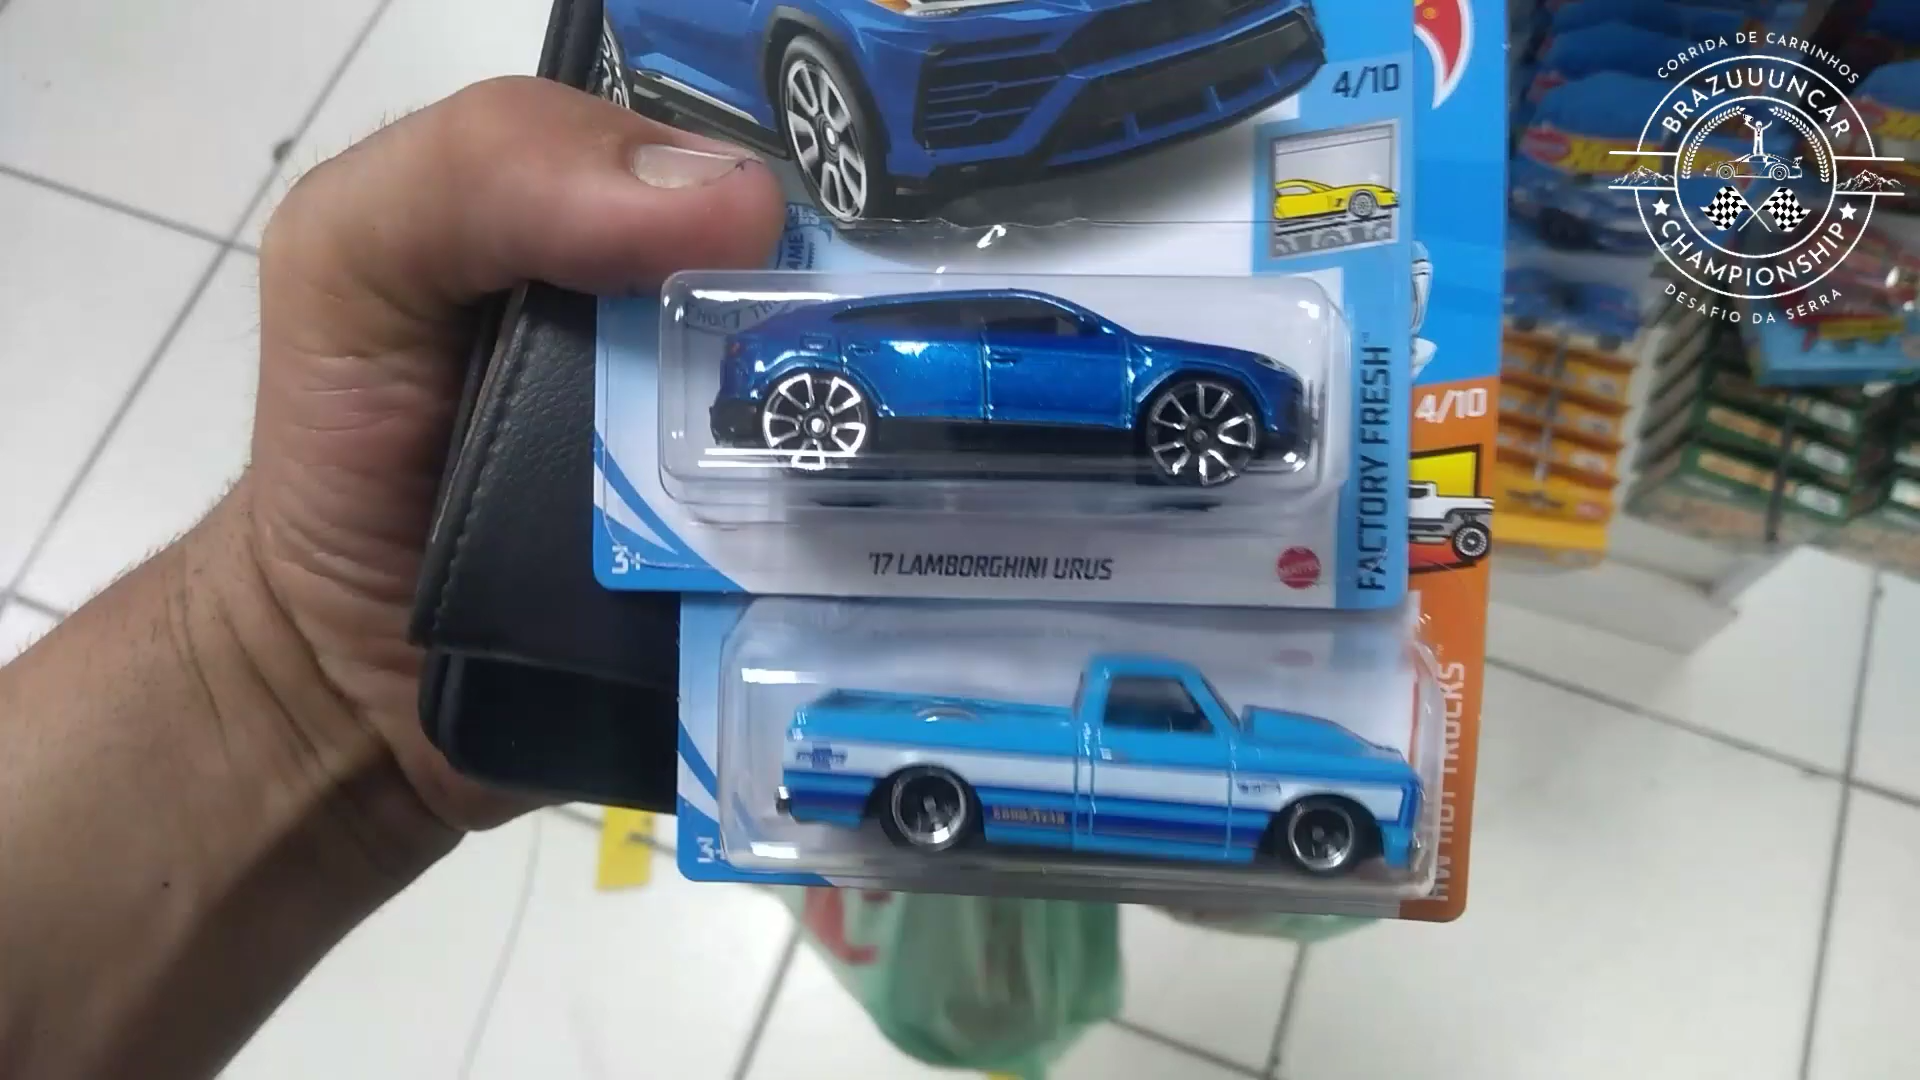 4/10
CORRIDA DE CARRINHOS
BRAZUUUNCAR
CHAMPIONSHIP
DESAFIO DA SERRA
FACTORY FRESH
4/10
3+
'17 LAMBORGHINI URUS
MATTEL
HW HOT TRUCKS
GOODYEAR
3+